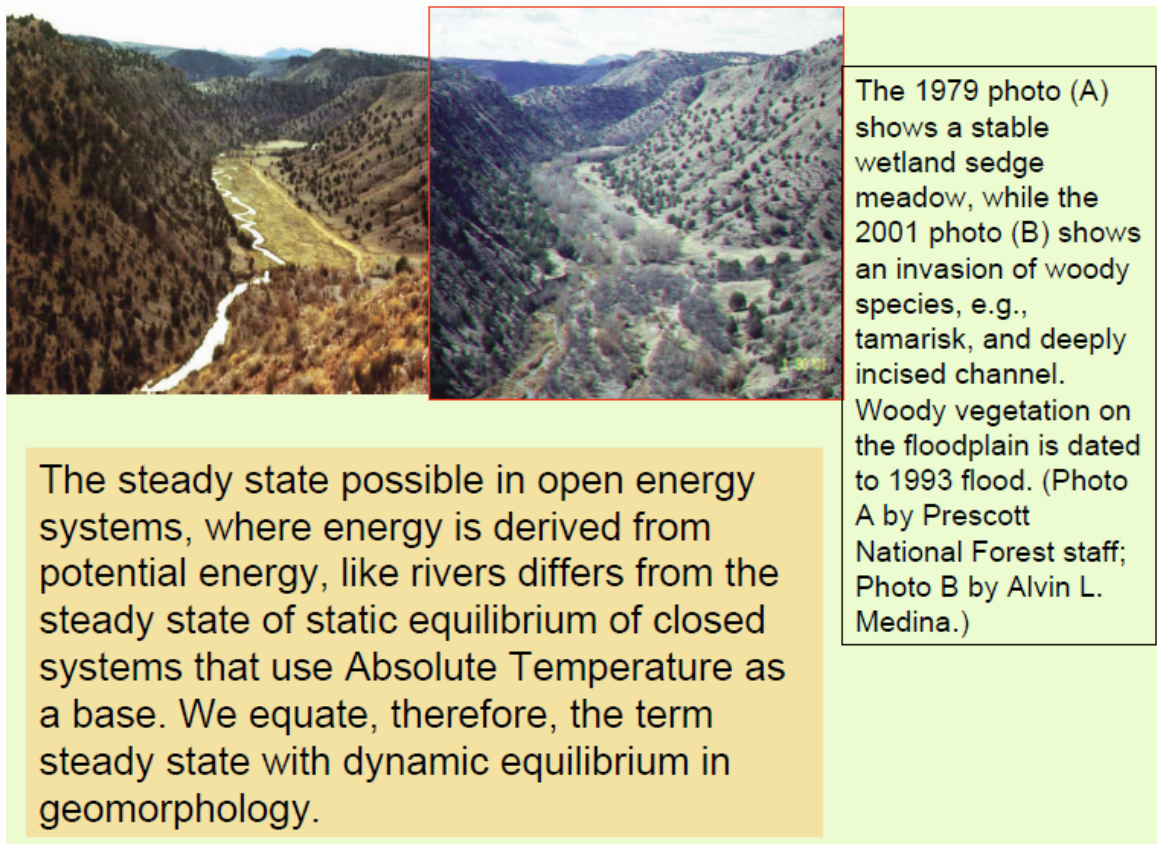 The 1979 photo (A)
shows a stable
wetland sedge
meadow, while the
2001 photo (B) shows
an invasion of woody
species, e.g.,
tamarisk, and deeply
incised channel.
Woody vegetation on
the floodplain is dated
to 1993 flood. (Photo
A by Prescott
National Forest staff;
Photo B by Alvin L.
Medina.)
The steady state possible in open energy
systems, where energy is derived from
potential energy, like rivers differs from the
steady state of static equilibrium of closed
systems that use Absolute Temperature as
a base. We equate, therefore, the term
steady state with dynamic equilibrium in
geomorphology.